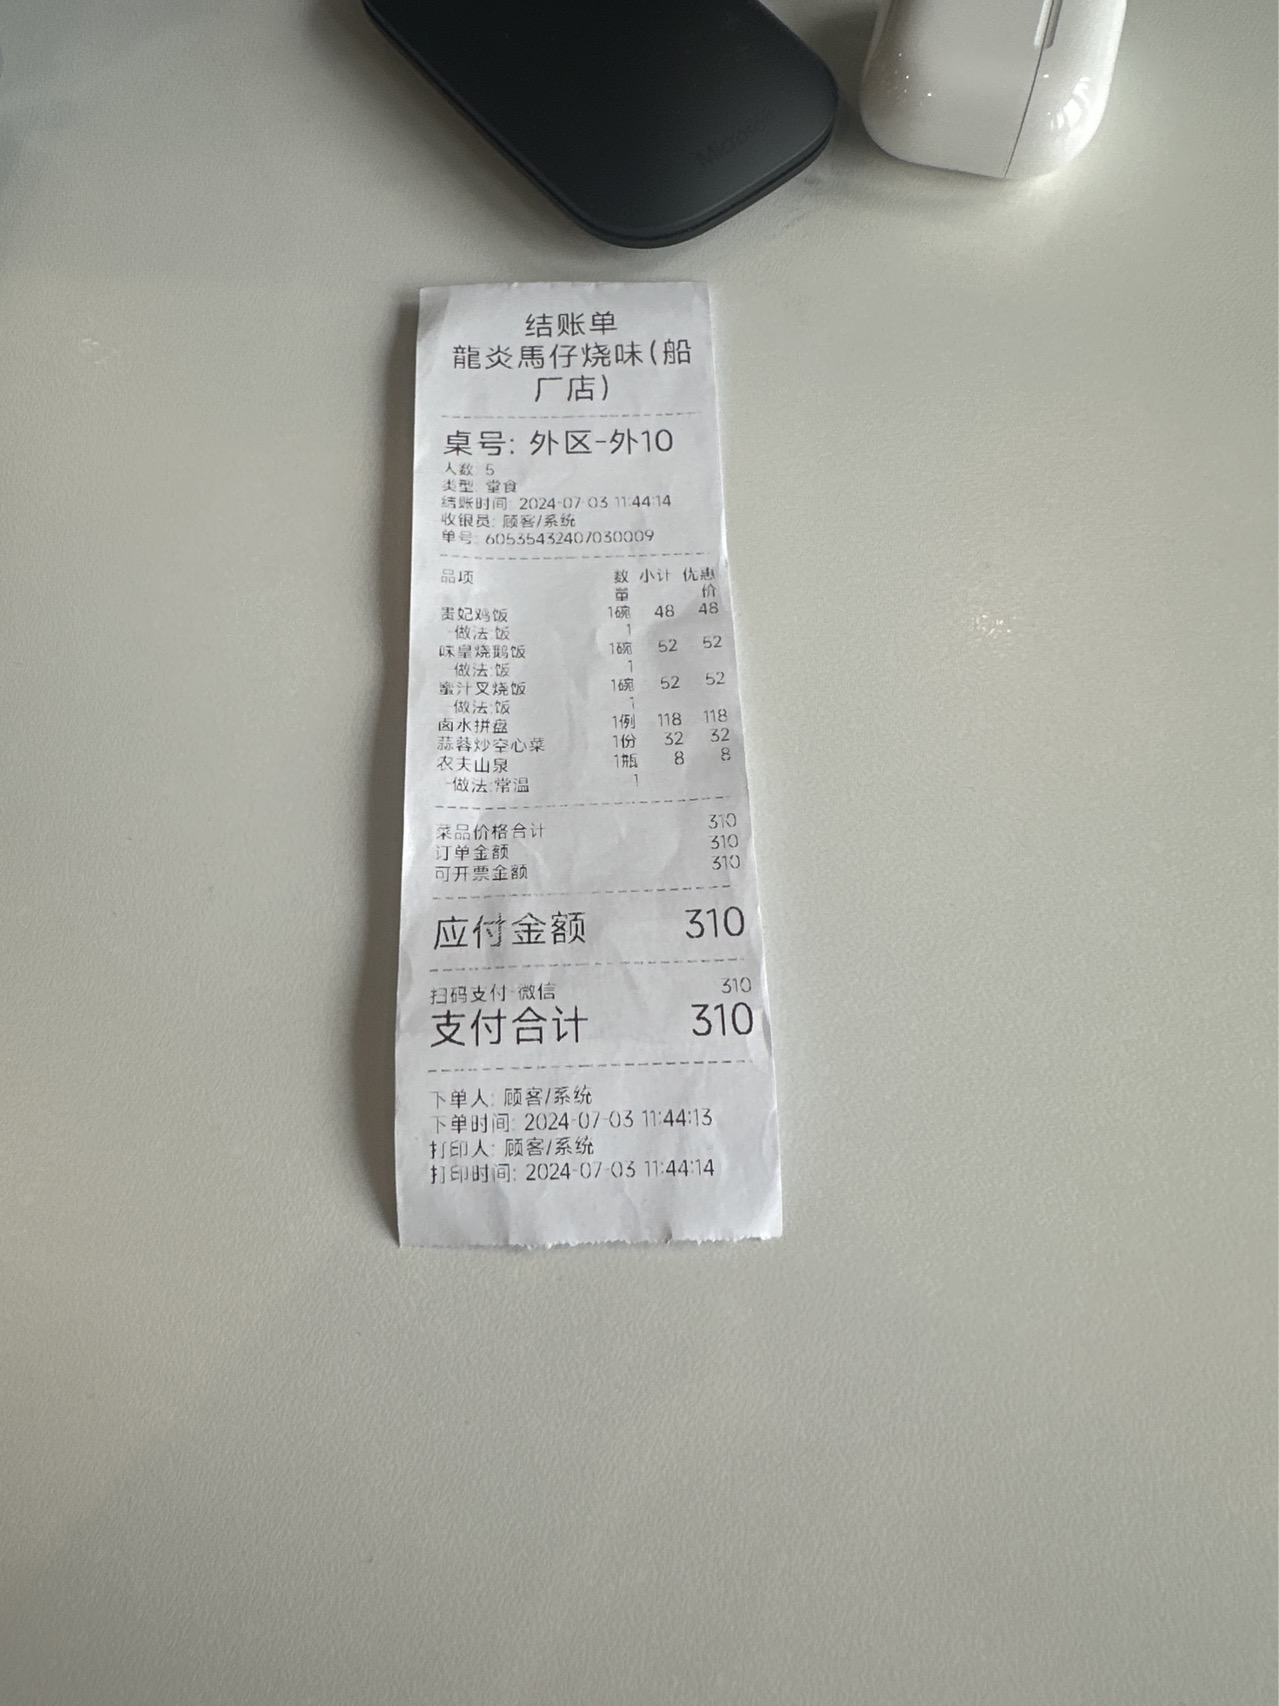 Microsoft
结账单
龍炎馬仔烧味(船
厂店)
桌号: 外区-外10
人数: 5
类型: 堂食
结账时间: 2024-07-03 11:44:14
收银员: 顾客/系统
单号: 60535432407030009
品项 数 小计 优惠
量 价
贵妃鸡饭 1碗 48 48
-做法:饭 1
味皇烧鹅饭 1碗 52 52
-做法:饭 1
蜜汁叉烧饭 1碗 52 52
-做法:饭 1
卤水拼盘 1例 118 118
蒜蓉炒空心菜 1份 32 32
农夫山泉 1瓶 8 8
-做法:常温 1
菜品价格合计 310
订单金额 310
可开票金额 310
应付金额 310
扫码支付-微信 310
支付合计 310
下单人: 顾客/系统
下单时间: 2024-07-03 11:44:13
打印人: 顾客/系统
打印时间: 2024-07-03 11:44:14